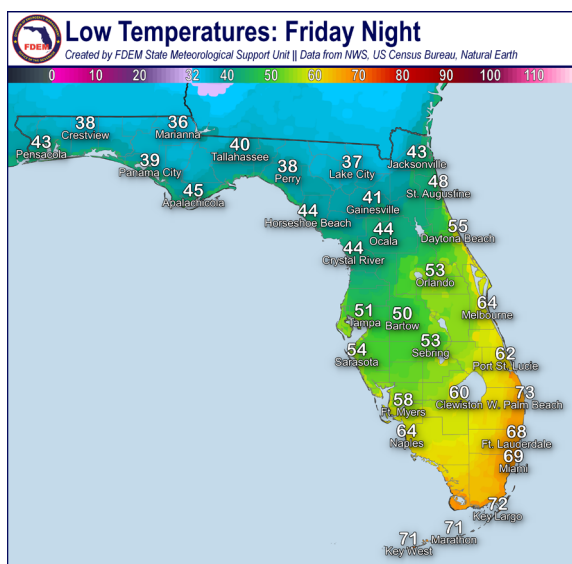 FDEM
Low Temperatures: Friday Night
Created by FDEM State Meteorological Support Unit || Data from NWS, US Census Bureau, Natural Earth
0 10 20 32 40 50 60 70 80 90 100 110
38
Crestview
36
Marianna
43
Pensacola
39
Panama City
40
Tallahassee
38
Perry
37
Lake City
43
Jacksonville
45
Apalachicola
48
St. Augustine
41
Gainesville
44
Horseshoe Beach
44
Ocala
55
Daytona Beach
44
Crystal River
53
Orlando
64
Melbourne
51
Tampa
50
Bartow
53
Sebring
54
Sarasota
62
Port St. Lucie
58
Ft. Myers
60
Clewiston
73
W. Palm Beach
64
Naples
68
Ft. Lauderdale
69
Miami
72
Key Largo
71
Marathon
71
Key West